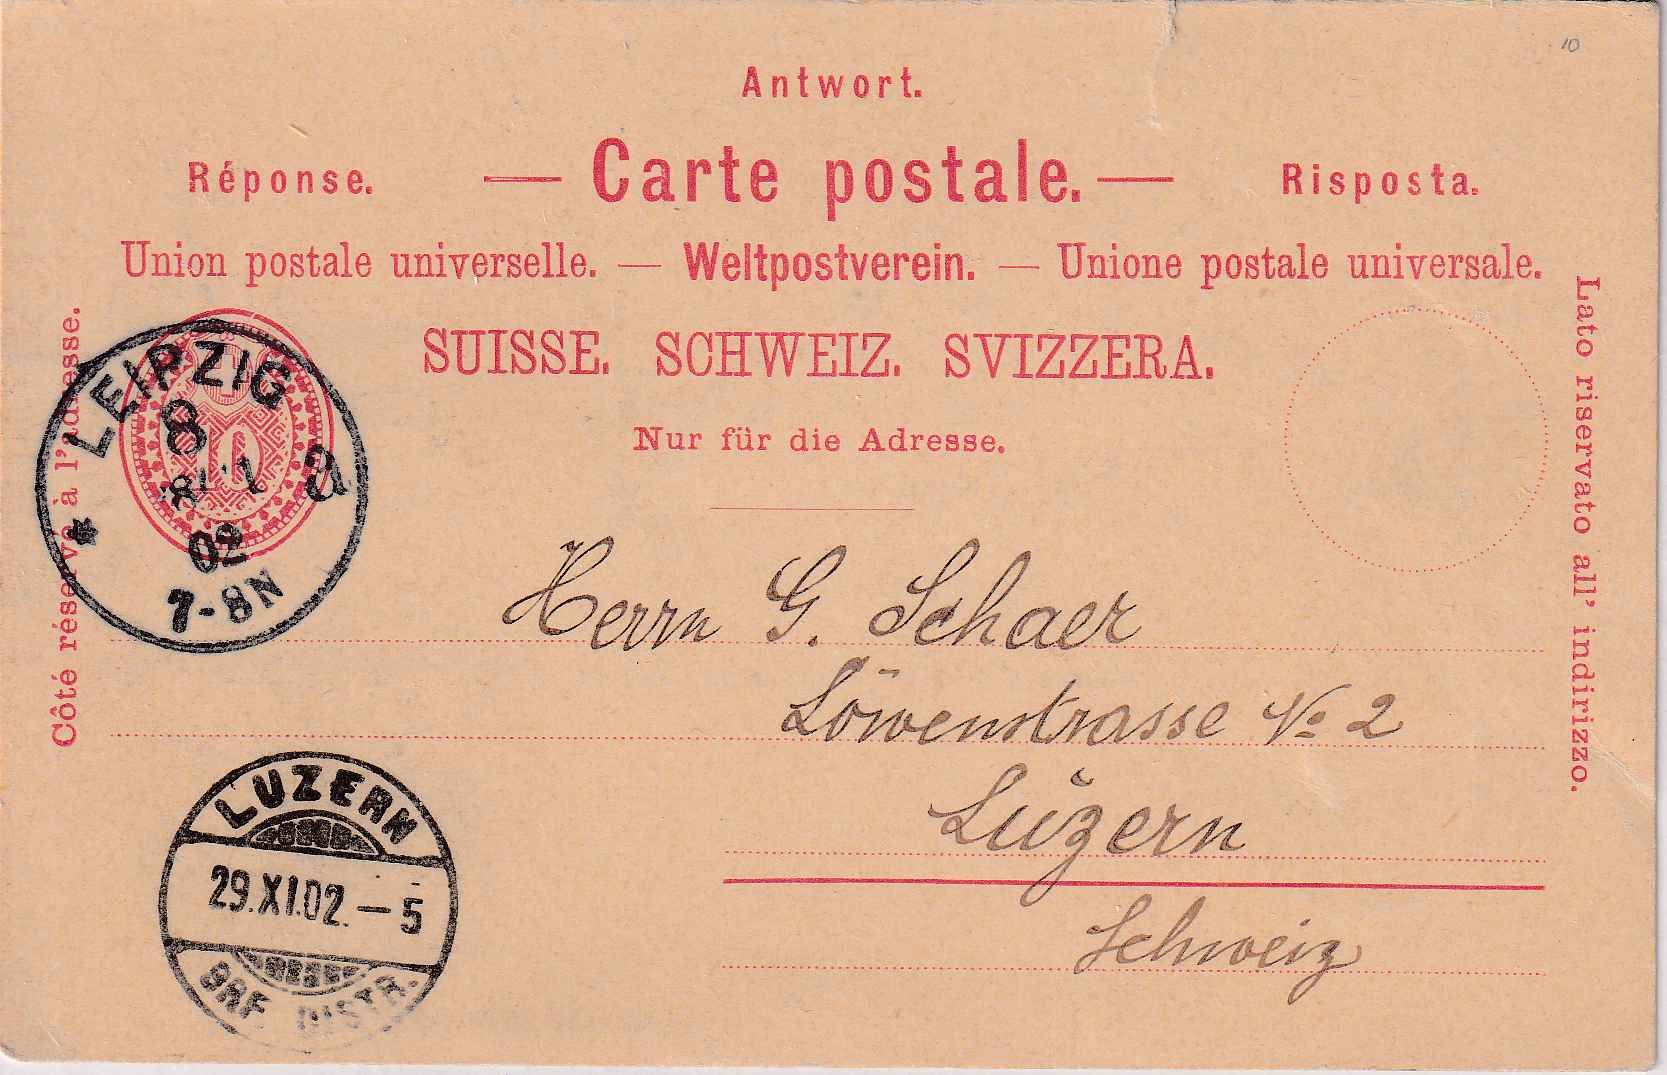 10
Antwort.
Réponse. — Carte postale. — Risposta.
Union postale universelle. — Weltpostverein. — Unione postale universale.
SUISSE. SCHWEIZ. SVIZZERA.
Nur für die Adresse.
Côté réservé à l'adresse.
Lato riservato all' indirizzo.
LEIPZIG
8
a
02
7-8N
10
Herrn G. Schaer
Löwenstrasse No 2
Luzern
Schweiz
LUZERN
29.XI.02.—5
BRF. DISTR.